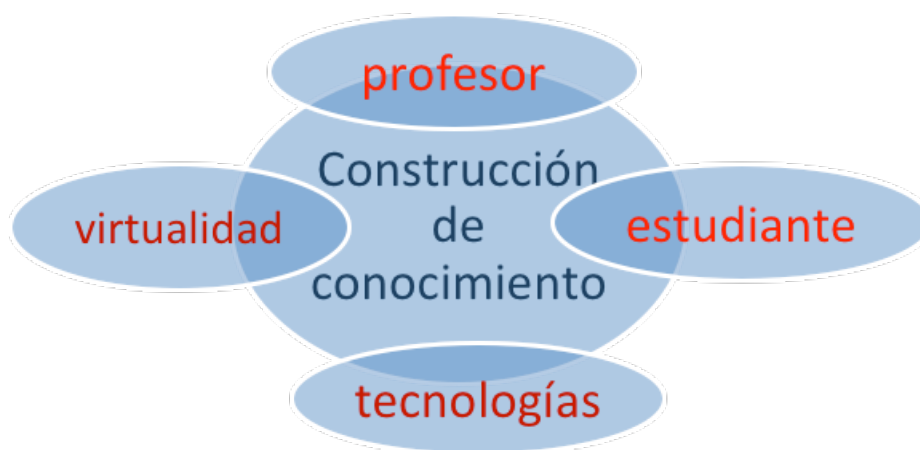 profesor
Construcción
de
conocimiento
virtualidad
estudiante
tecnologías